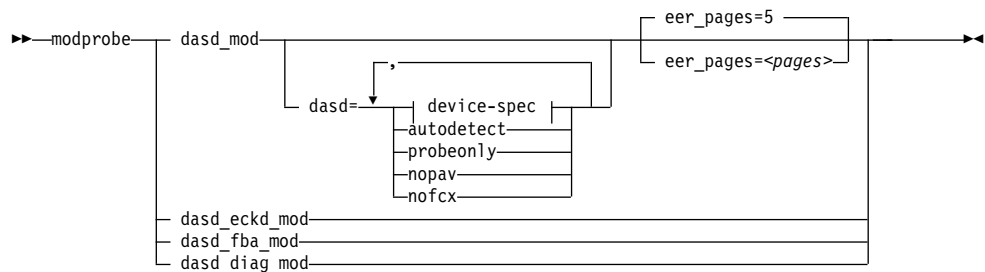 eer_pages=5
modprobe dasd_mod
eer_pages=<pages>
,
dasd= device-spec
autodetect
probeonly
nopav
nofcx
dasd_eckd_mod
dasd_fba_mod
dasd_diag_mod